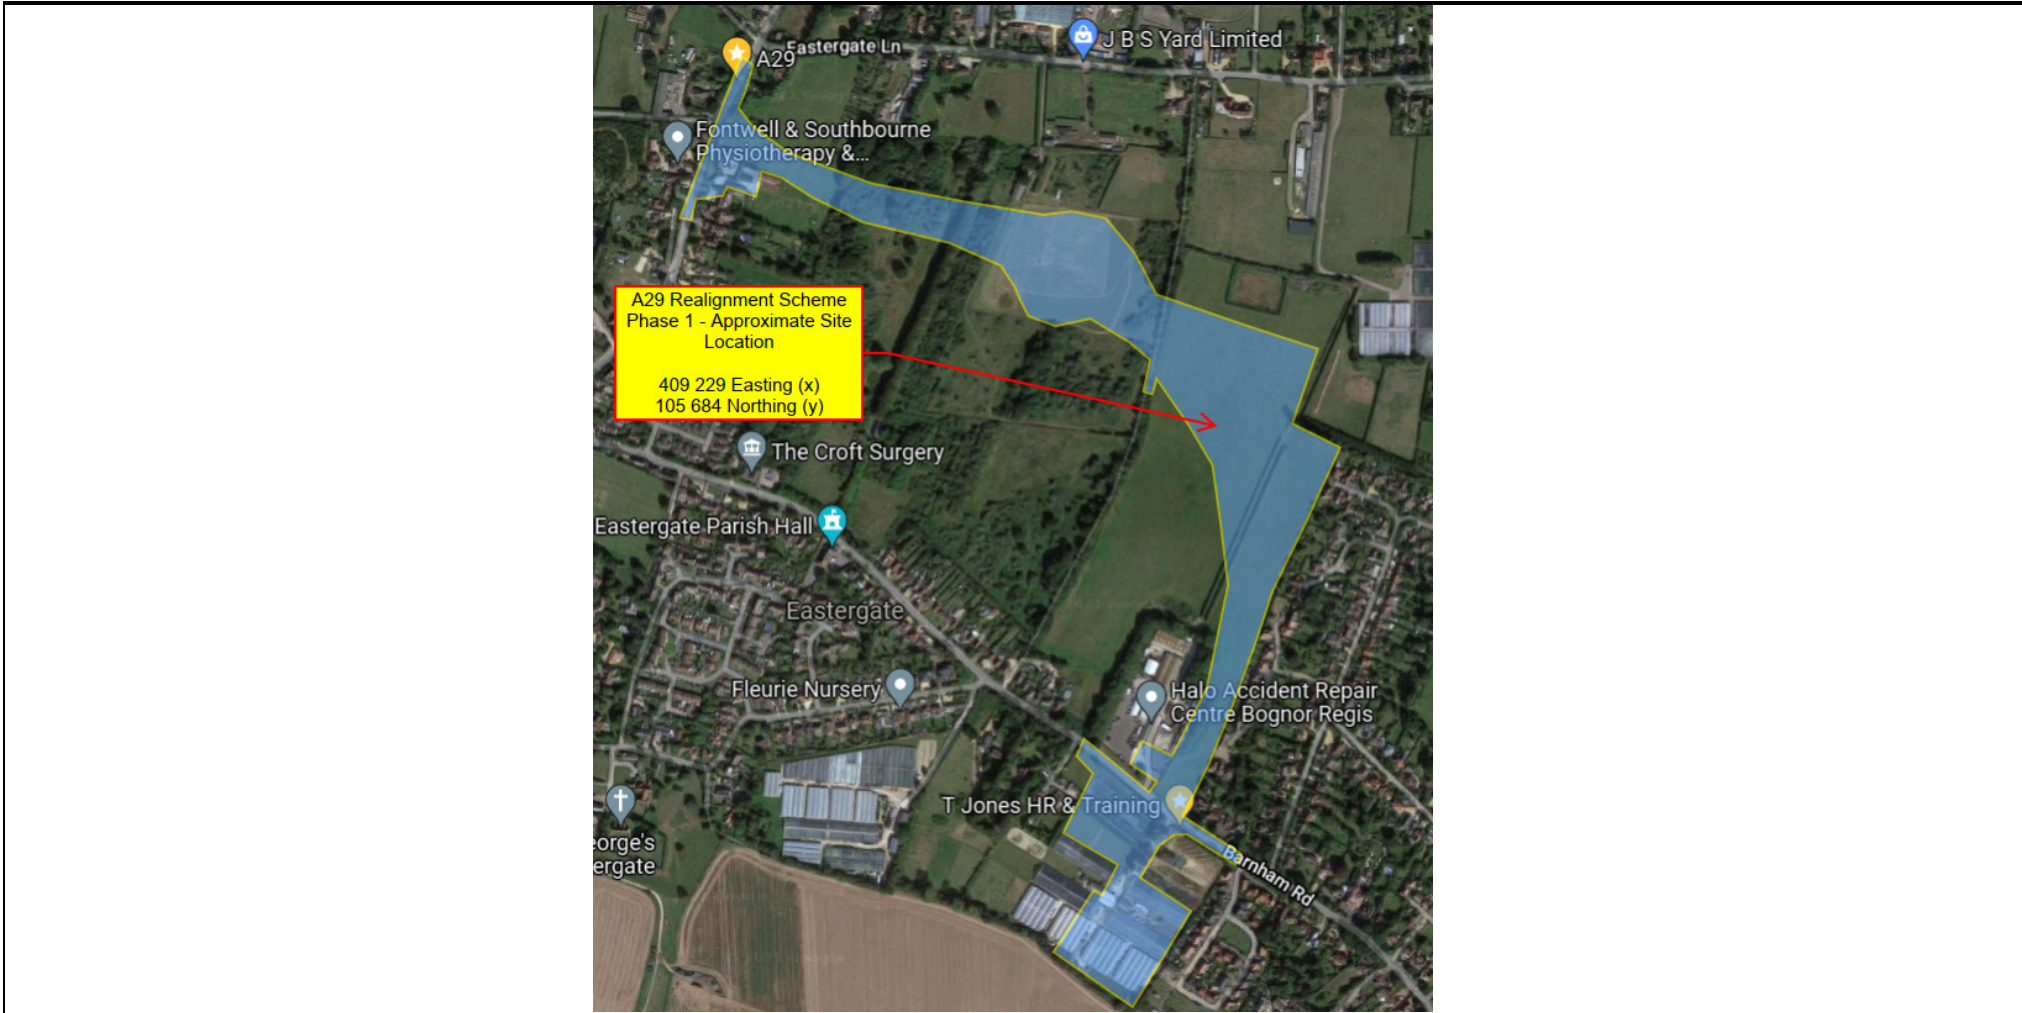 A29
Eastergate Ln
J B S Yard Limited
Fontwell & Southbourne
Physiotherapy &...
A29 Realignment Scheme
Phase 1 - Approximate Site
Location
409 229 Easting (x)
105 684 Northing (y)
The Croft Surgery
Eastergate Parish Hall
Eastergate
Fleurie Nursery
Halo Accident Repair
Centre Bognor Regis
T Jones HR & Training
eorge's
ergate
Barnham Rd